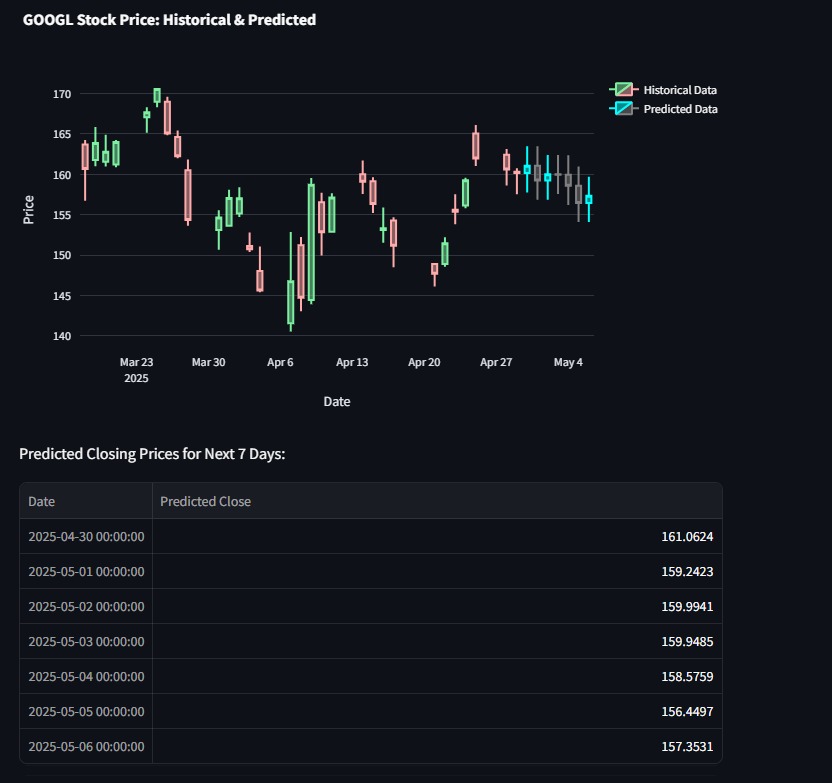 GOOGL Stock Price: Historical & Predicted
170
165
160
155
150
145
140
Price
Mar 23
2025
Mar 30
Apr 6
Apr 13
Apr 20
Apr 27
May 4
Date
Historical Data
Predicted Data
Predicted Closing Prices for Next 7 Days:
Date Predicted Close
2025-04-30 00:00:00 161.0624
2025-05-01 00:00:00 159.2423
2025-05-02 00:00:00 159.9941
2025-05-03 00:00:00 159.9485
2025-05-04 00:00:00 158.5759
2025-05-05 00:00:00 156.4497
2025-05-06 00:00:00 157.3531